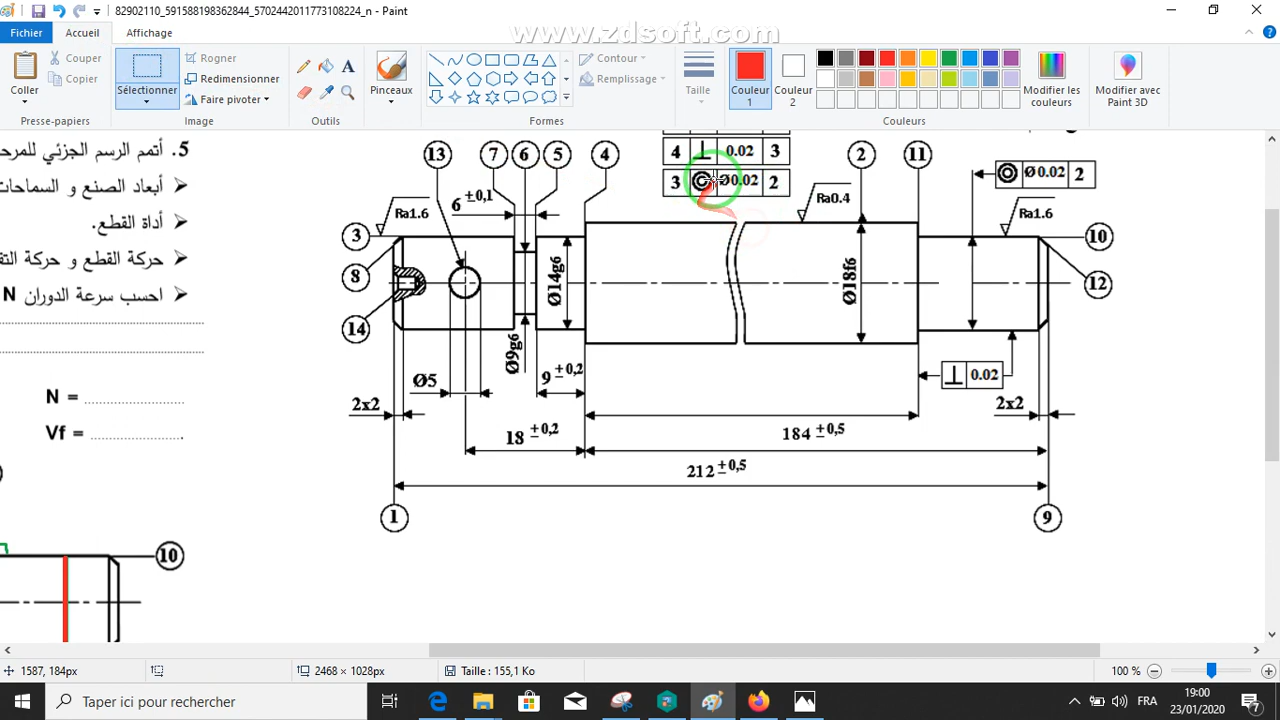 82902110_591588198362844_5702442011773108224_n - Paint
www.zdsoft.com
Fichier
Accueil
Affichage
Coller
Couper
Copier
Presse-papiers
Sélectionner
Rogner
Redimensionner
Faire pivoter
Image
Outils
Pinceaux
Contour
Remplissage
Formes
Taille
Couleur 1
Couleur 2
Modifier les couleurs
Couleurs
Modifier avec Paint 3D
5. أتمم الرسم الجزئي للمرح
أبعاد الصنع و السماحات
أداة القطع.
حركة القطع و حركة التق
احسب سرعة الدوران N
N = ....................
Vf = ....................
10
13
7
6
5
4
4 ⊥ 0.02 3
3 ◎ Ø0.02 2
2
11
◎ Ø0.02 2
6 ±0,1
Ra1.6
Ra0.4
Ra1.6
3
8
14
10
12
Ø14g6
Ø18f6
Ø9g6
Ø5
9 ±0,2
⊥ 0.02
2x2
2x2
18 ±0,2
184 ±0,5
212 ±0,5
1
9
1587, 184px
2468 × 1028px
Taille : 155,1 Ko
100 %
Taper ici pour rechercher
FRA
19:00
23/01/2020
7